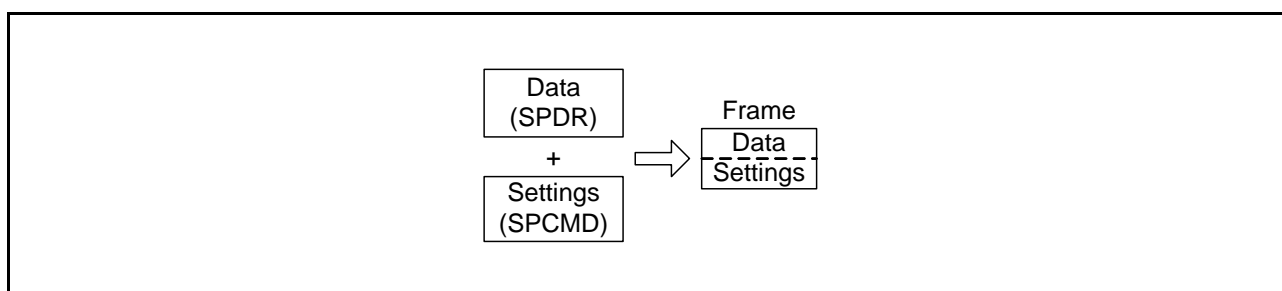 Data
(SPDR)
+
Settings
(SPCMD)
Frame
Data
Settings